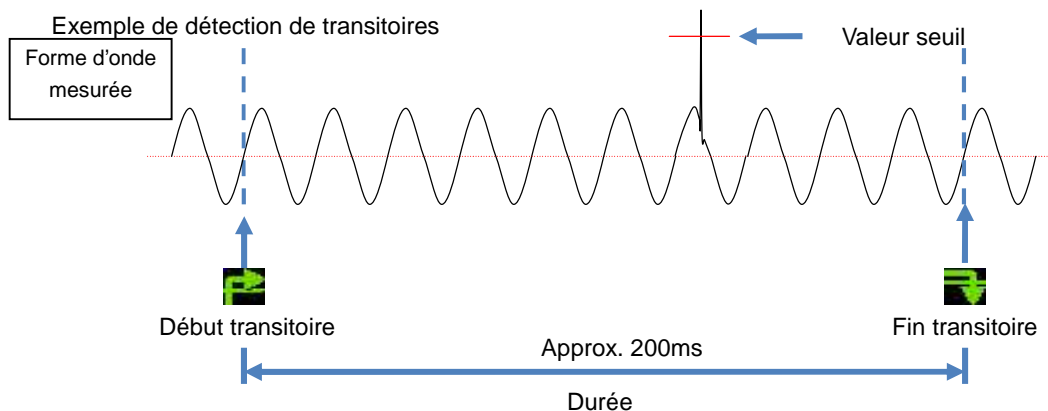 Exemple de détection de transitoires
Valeur seuil
Forme d'onde
mesurée
Début transitoire
Fin transitoire
Approx. 200ms
Durée